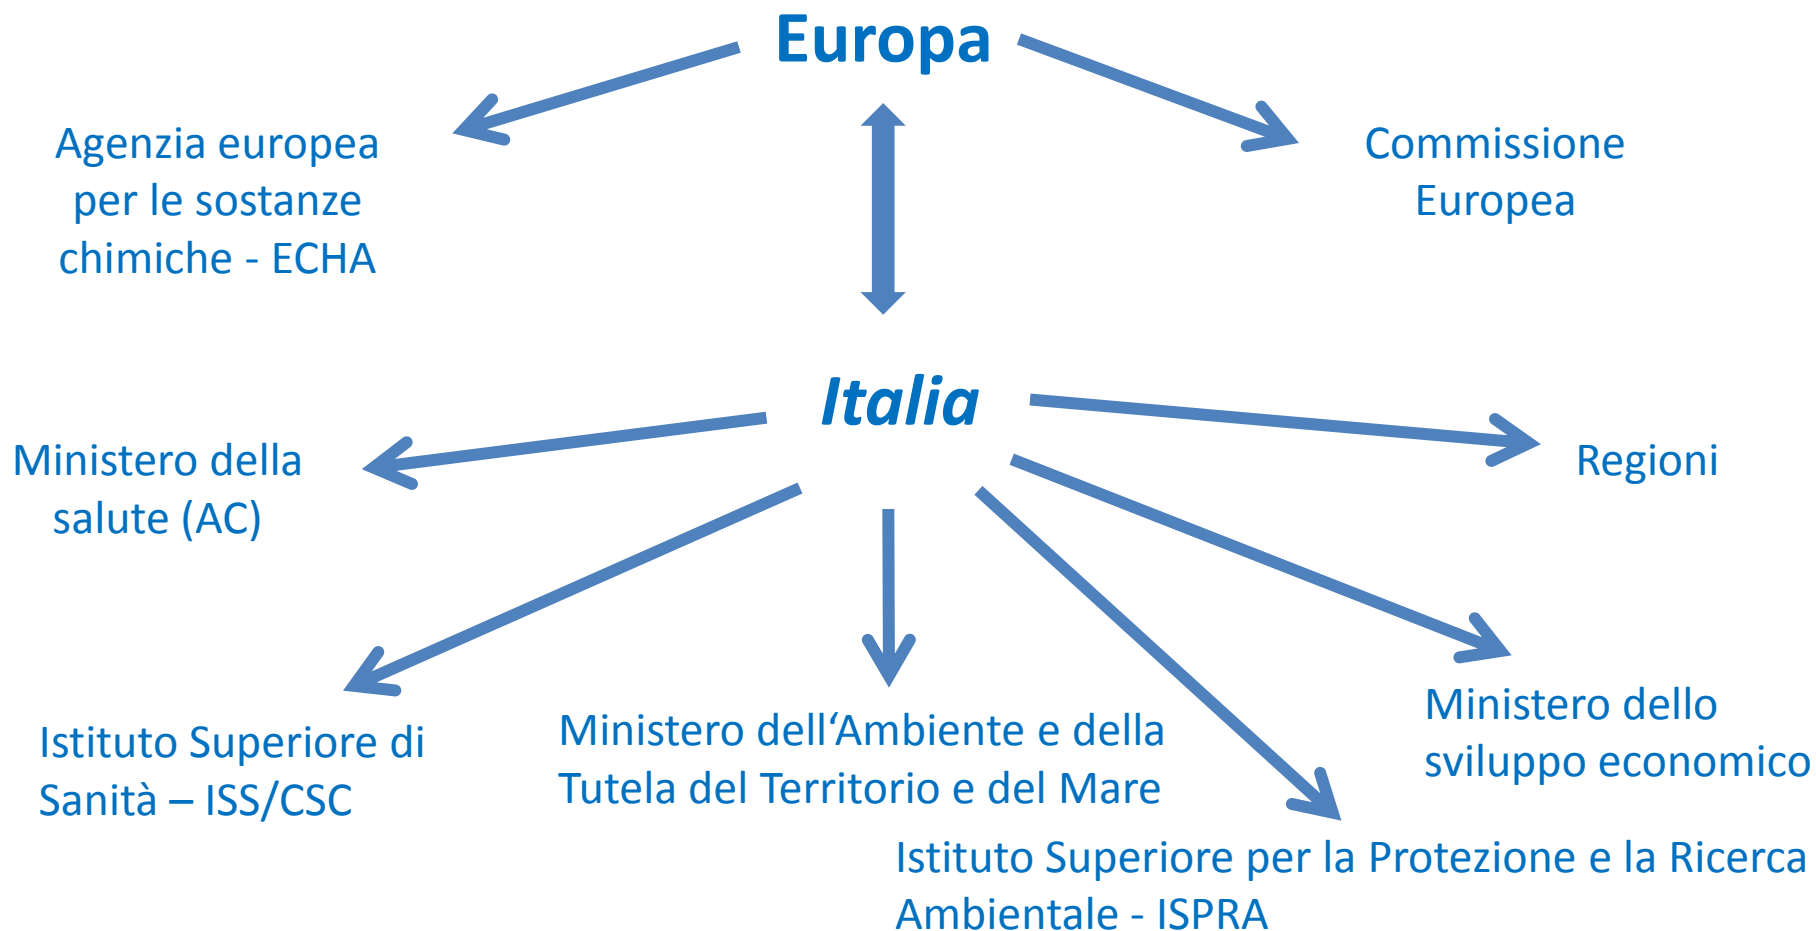 Europa
Agenzia europea
per le sostanze
chimiche - ECHA
Commissione
Europea
Italia
Ministero della
salute (AC)
Regioni
Istituto Superiore di
Sanità – ISS/CSC
Ministero dell‘Ambiente e della
Tutela del Territorio e del Mare
Ministero dello
sviluppo economico
Istituto Superiore per la Protezione e la Ricerca
Ambientale - ISPRA